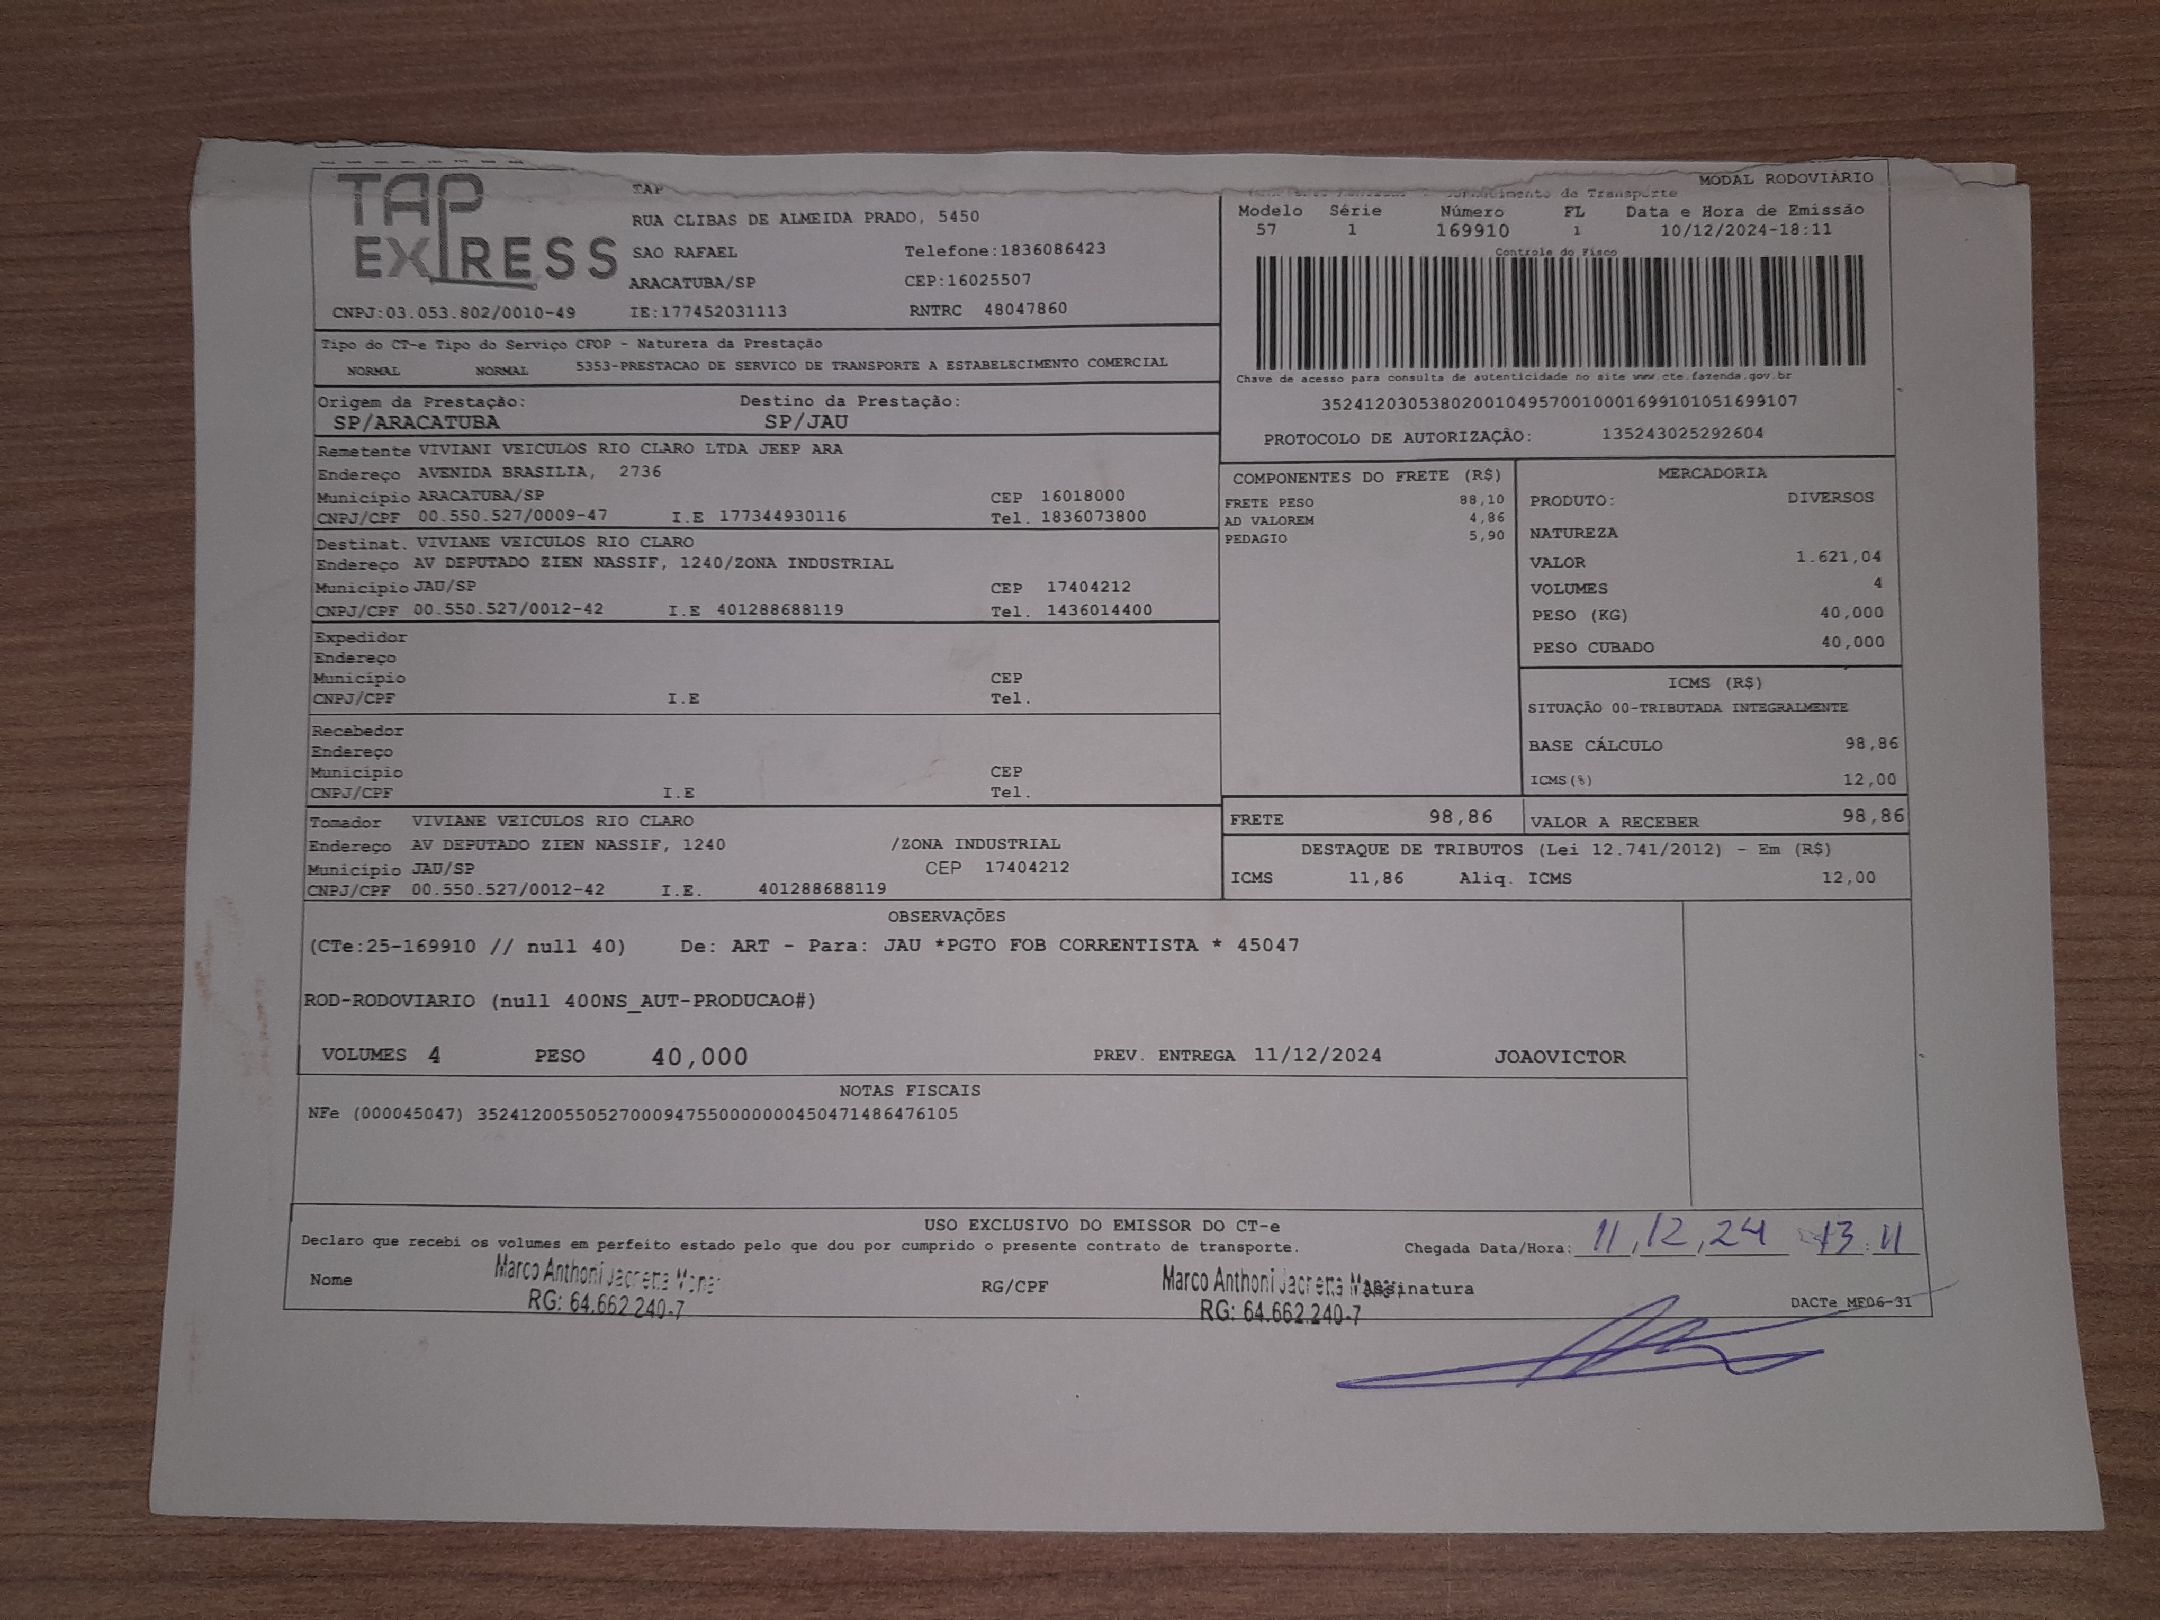 TAP EXPRESS
TAP
RUA CLIBAS DE ALMEIDA PRADO, 5450
SAO RAFAEL Telefone:1836086423
ARACATUBA/SP CEP:16025507
CNPJ:03.053.802/0010-49 IE:177452031113 RNTRC 48047860
MODAL RODOVIÁRIO
de Transporte
Modelo Série Número FL Data e Hora de Emissão
57 1 169910 1 10/12/2024-18:11
Controle do Fisco
Chave de acesso para consulta de autenticidade no site www.cte.fazenda.gov.br
35241203053802001049570010001699101051699107
PROTOCOLO DE AUTORIZAÇÃO: 135243025292604
Tipo do CT-e Tipo do Serviço CFOP - Natureza da Prestação
NORMAL NORMAL 5353-PRESTACAO DE SERVICO DE TRANSPORTE A ESTABELECIMENTO COMERCIAL
Origem da Prestação: Destino da Prestação:
SP/ARACATUBA SP/JAU
Remetente VIVIANI VEICULOS RIO CLARO LTDA JEEP ARA
Endereço AVENIDA BRASILIA, 2736
Município ARACATUBA/SP CEP 16018000
CNPJ/CPF 00.550.527/0009-47 I.E 177344930116 Tel. 1836073800
Destinat. VIVIANE VEICULOS RIO CLARO
Endereço AV DEPUTADO ZIEN NASSIF, 1240/ZONA INDUSTRIAL
Município JAU/SP CEP 17404212
CNPJ/CPF 00.550.527/0012-42 I.E 401288688119 Tel. 1436014400
Expedidor
Endereço
Município CEP
CNPJ/CPF I.E Tel.
Recebedor
Endereço
Município CEP
CNPJ/CPF I.E Tel.
Tomador VIVIANE VEICULOS RIO CLARO
Endereço AV DEPUTADO ZIEN NASSIF, 1240 /ZONA INDUSTRIAL
Município JAU/SP CEP 17404212
CNPJ/CPF 00.550.527/0012-42 I.E. 401288688119
COMPONENTES DO FRETE (R$)
FRETE PESO 88,10
AD VALOREM 4,86
PEDAGIO 5,90
MERCADORIA
PRODUTO: DIVERSOS
NATUREZA
VALOR 1.621,04
VOLUMES 4
PESO (KG) 40,000
PESO CUBADO 40,000
ICMS (R$)
SITUAÇÃO 00-TRIBUTADA INTEGRALMENTE
BASE CÁLCULO 98,86
ICMS(%) 12,00
FRETE 98,86 VALOR A RECEBER 98,86
DESTAQUE DE TRIBUTOS (Lei 12.741/2012) - Em (R$)
ICMS 11,86 Aliq. ICMS 12,00
OBSERVAÇÕES
(CTe:25-169910 // null 40) De: ART - Para: JAU *PGTO FOB CORRENTISTA * 45047
ROD-RODOVIARIO (null 400NS_AUT-PRODUCAO#)
VOLUMES 4 PESO 40,000 PREV. ENTREGA 11/12/2024 JOAOVICTOR
NOTAS FISCAIS
NFe (000045047) 35241200550527000947550000000450471486476105
USO EXCLUSIVO DO EMISSOR DO CT-e
Declaro que recebi os volumes em perfeito estado pelo que dou por cumprido o presente contrato de transporte. Chegada Data/Hora: 11,12,24 13:11
Nome Marco Anthoni RG/CPF Marco Anthoni Assinatura
RG: 64.662.240-7 RG: 64.662.240-7
DACTe MF06-31